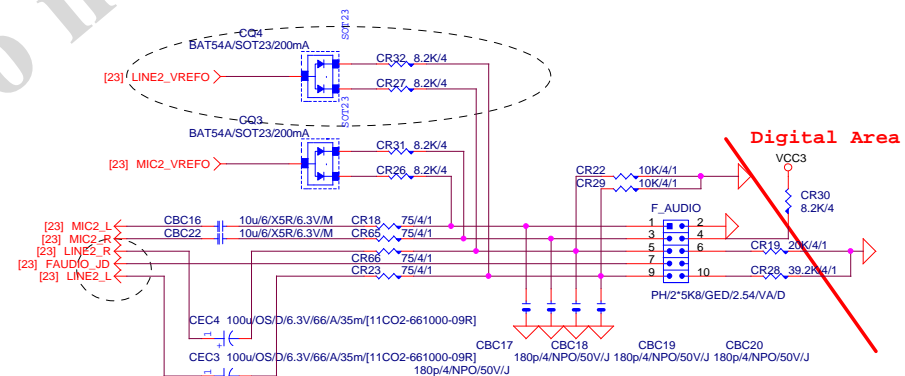 CQ4
BAT54A/SOT23/200mA
SOT23
[23] LINE2_VREFO
CR32 8.2K/4
CR27 8.2K/4
CQ3
BAT54A/SOT23/200mA
SOT23
[23] MIC2_VREFO
CR31 8.2K/4
CR26 8.2K/4
Digital Area
VCC3
CR30
8.2K/4
CR22 10K/4/1
CR29 10K/4/1
F_AUDIO
[23] MIC2_L CBC16 10u/6/X5R/6.3V/M CR18 75/4/1 1 2
[23] MIC2_R CBC22 10u/6/X5R/6.3V/M CR65 75/4/1 3 4
[23] LINE2_R 5 6 CR19 20K/4/1
[23] FAUDIO_JD CR66 75/4/1 7
[23] LINE2_L CR23 75/4/1 9 10 CR28 39.2K/4/1
PH/2*5K8/GED/2.54/VA/D
CEC4 100u/OS/D/6.3V/66/A/35m/[11CO2-661000-09R]
+
CBC17 CBC18 CBC19 CBC20
CEC3 100u/OS/D/6.3V/66/A/35m/[11CO2-661000-09R]
180p/4/NPO/50V/J 180p/4/NPO/50V/J 180p/4/NPO/50V/J
180p/4/NPO/50V/J